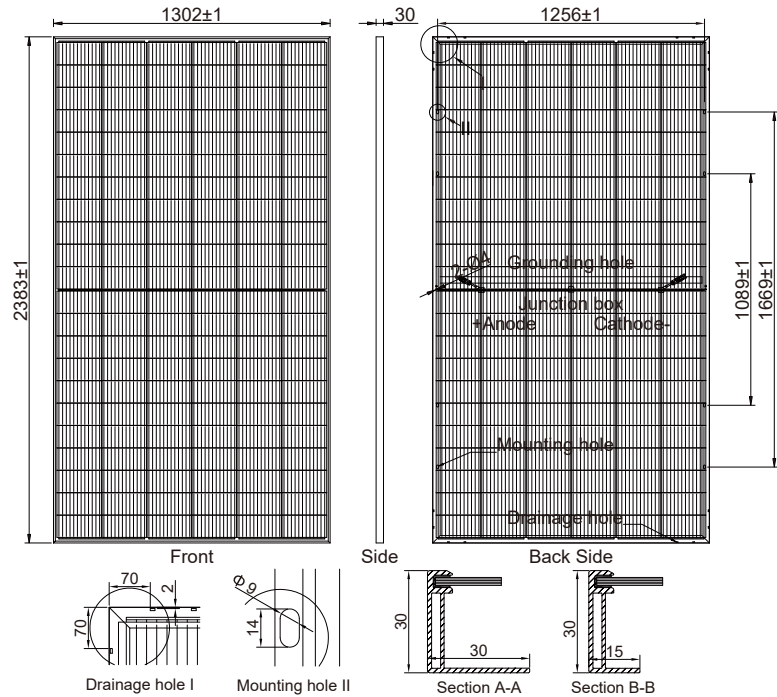 1302±1
30
1256±1
I
II
2383±1
2-Ø4
Grounding hole
Junction box
+Anode
Cathode-
1089±1
1669±1
Mounting hole
Drainage hole
Front
Side
Back Side
70
2
70
Drainage hole I
Φ 9
14
Mounting hole II
30
30
Section A-A
30
15
Section B-B